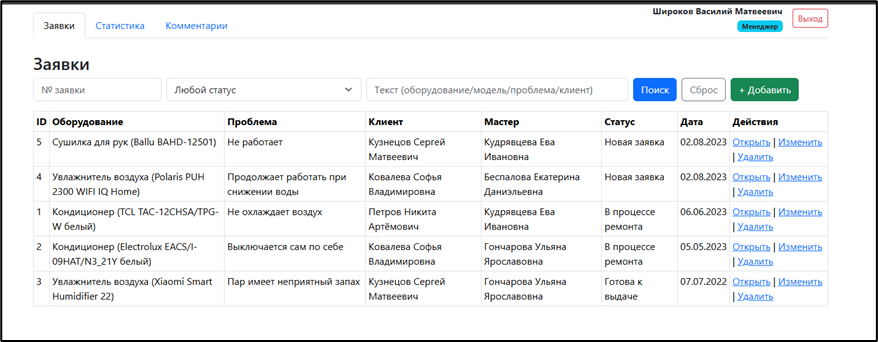 Широков Василий Матвеевич
Заявки Статистика Комментарии Менеджер Выход
Заявки
№ заявки Любой статус Текст (оборудование/модель/проблема/клиент) Поиск Сброс + Добавить
ID Оборудование Проблема Клиент Мастер Статус Дата Действия
5 Сушилка для рук (Ballu BAHD-12501) Не работает Кузнецов Сергей Кудрявцева Ева Новая заявка 02.08.2023 Открыть | Изменить
Матвеевич Ивановна | Удалить
4 Увлажнитель воздуха (Polaris PUH Продолжает работать при Ковалева Софья Беспалова Екатерина Новая заявка 02.08.2023 Открыть | Изменить
2300 WIFI IQ Home) снижении воды Владимировна Даниэльевна | Удалить
1 Кондиционер (TCL TAC-12CHSA/TPG- Не охлаждает воздух Петров Никита Кудрявцева Ева В процессе 06.06.2023 Открыть | Изменить
W белый) Артёмович Ивановна ремонта | Удалить
2 Кондиционер (Electrolux EACS/I- Выключается сам по себе Ковалева Софья Гончарова Ульяна В процессе 05.05.2023 Открыть | Изменить
09HAT/N3_21Y белый) Владимировна Ярославовна ремонта | Удалить
3 Увлажнитель воздуха (Xiaomi Smart Пар имеет неприятный запах Кузнецов Сергей Гончарова Ульяна Готова к 07.07.2022 Открыть | Изменить
Humidifier 22) Матвеевич Ярославовна выдаче | Удалить